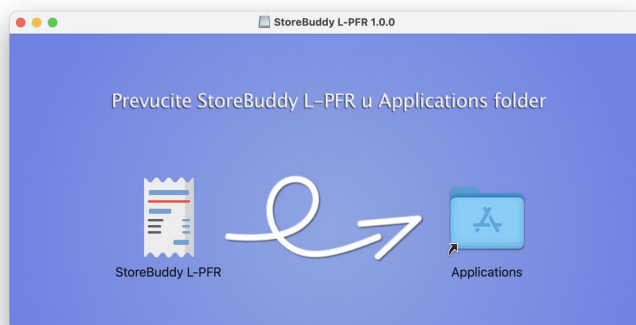 StoreBuddy L-PFR 1.0.0
Prevucite StoreBuddy L-PFR u Applications folder
StoreBuddy L-PFR
Applications